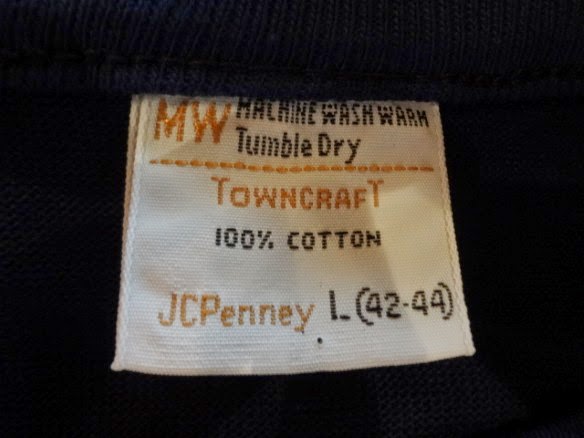 MW MACHINE WASH WARM
Tumble Dry
TOWNCRAFT
100% COTTON
JCPenney L (42-44)